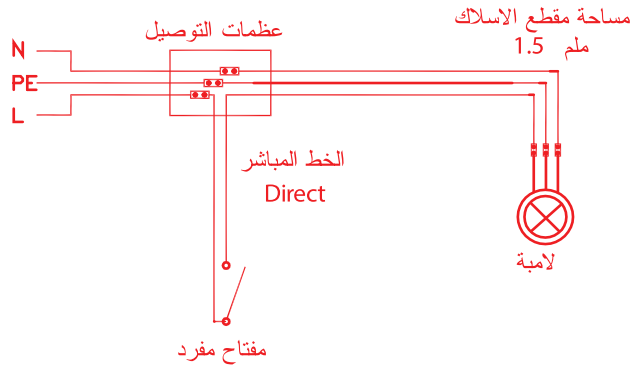 مساحة مقطع الاسلاك
1.5 ملم
عظمات التوصيل
N
PE
L
الخط المباشر
Direct
لامبة
مفتاح مفرد